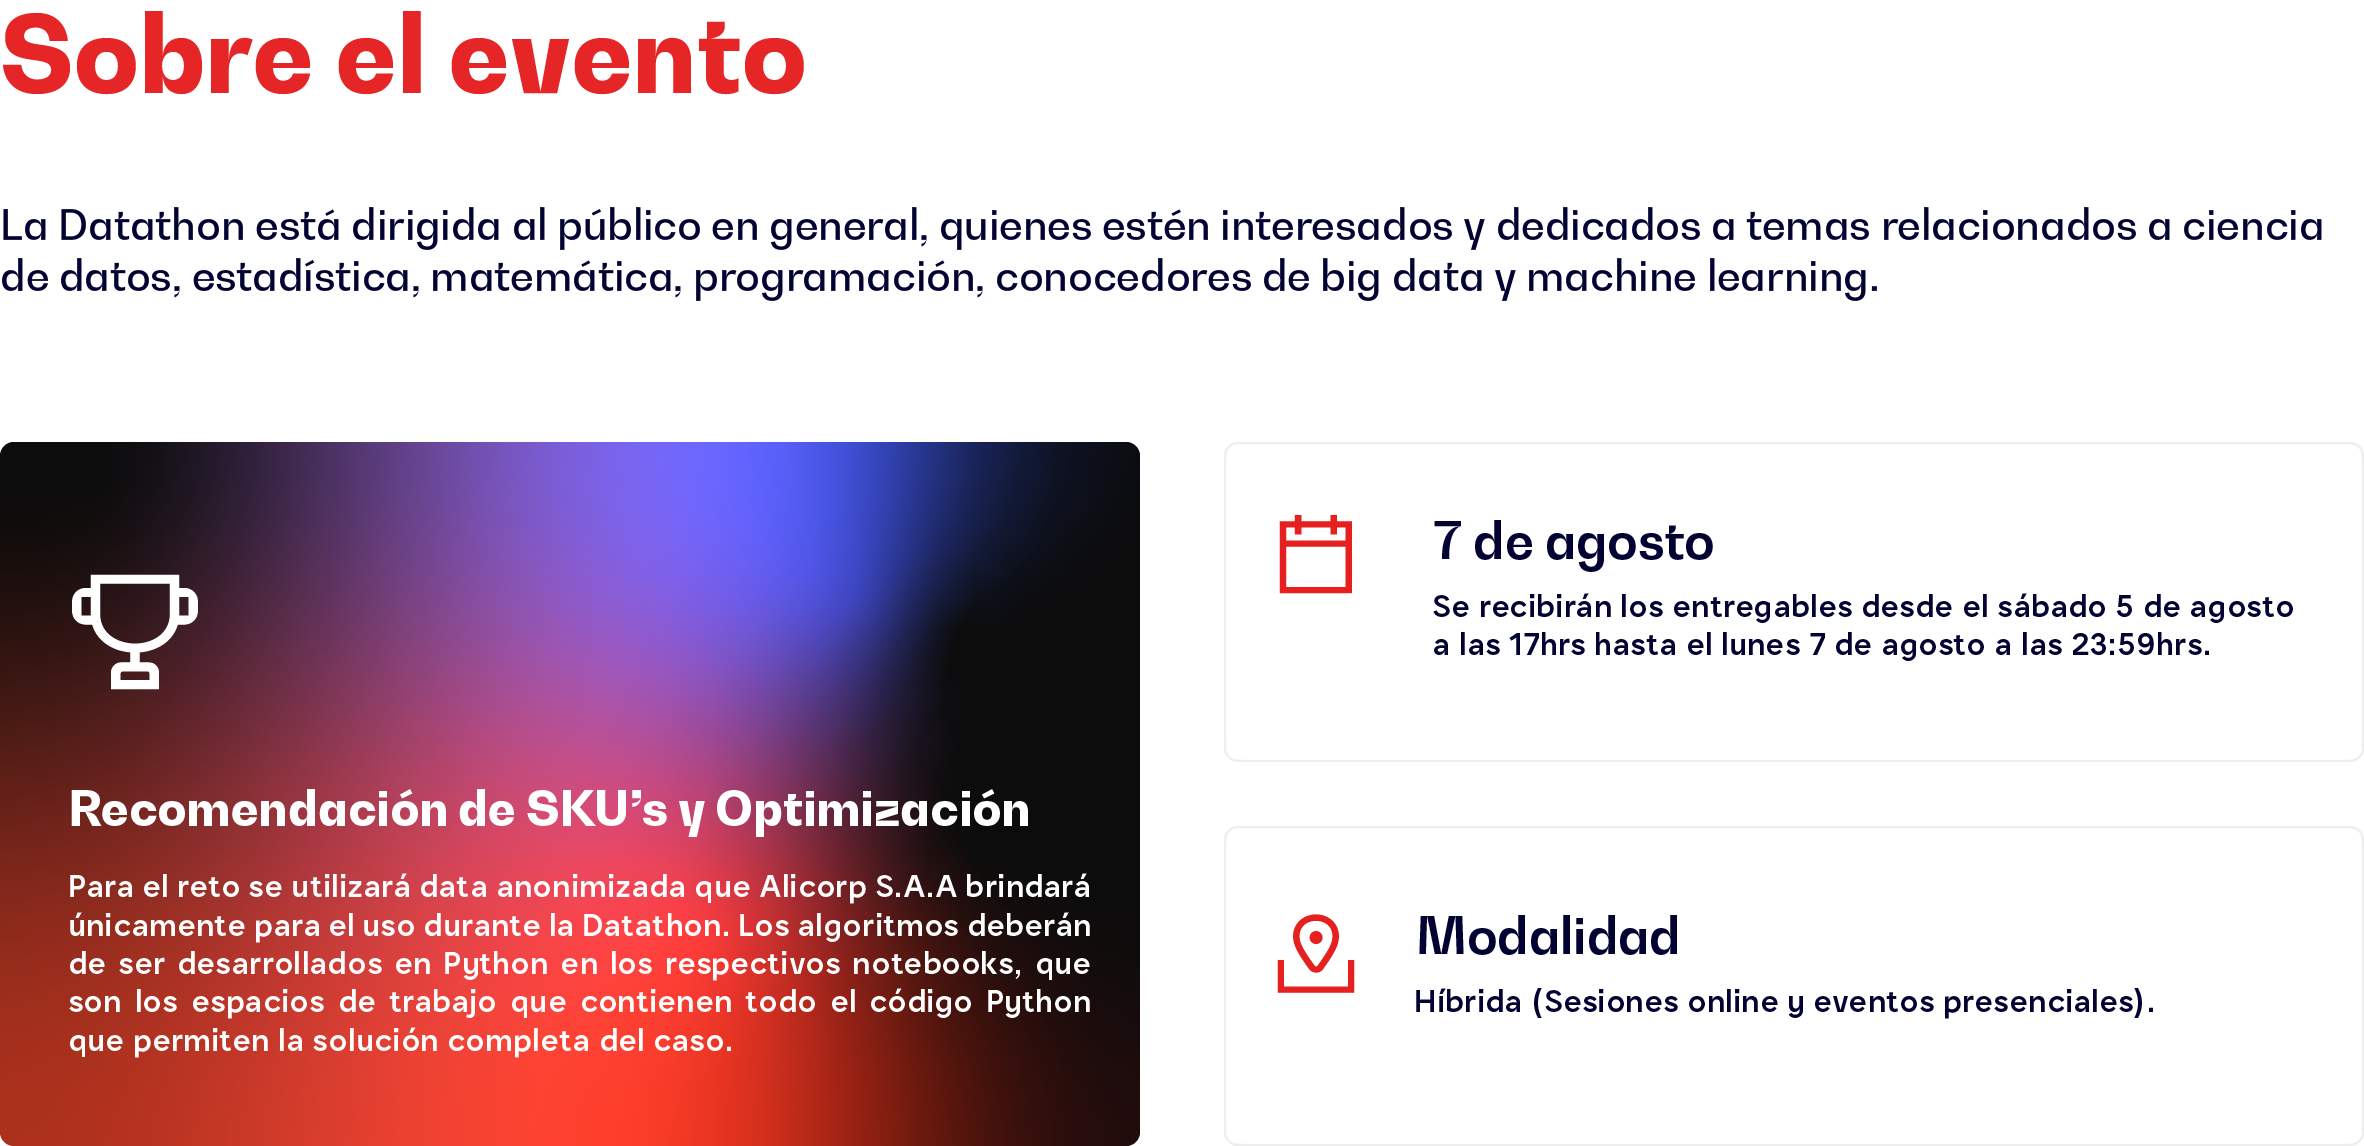 Sobre el evento
La Datathon está dirigida al público en general, quienes estén interesados y dedicados a temas relacionados a ciencia
de datos, estadística, matemática, programación, conocedores de big data y machine learning.
Recomendación de SKU’s y Optimización
Para el reto se utilizará data anonimizada que Alicorp S.A.A brindará
únicamente para el uso durante la Datathon. Los algoritmos deberán
de ser desarrollados en Python en los respectivos notebooks, que
son los espacios de trabajo que contienen todo el código Python
que permiten la solución completa del caso.
7 de agosto
Se recibirán los entregables desde el sábado 5 de agosto
a las 17hrs hasta el lunes 7 de agosto a las 23:59hrs.
Modalidad
Híbrida (Sesiones online y eventos presenciales).